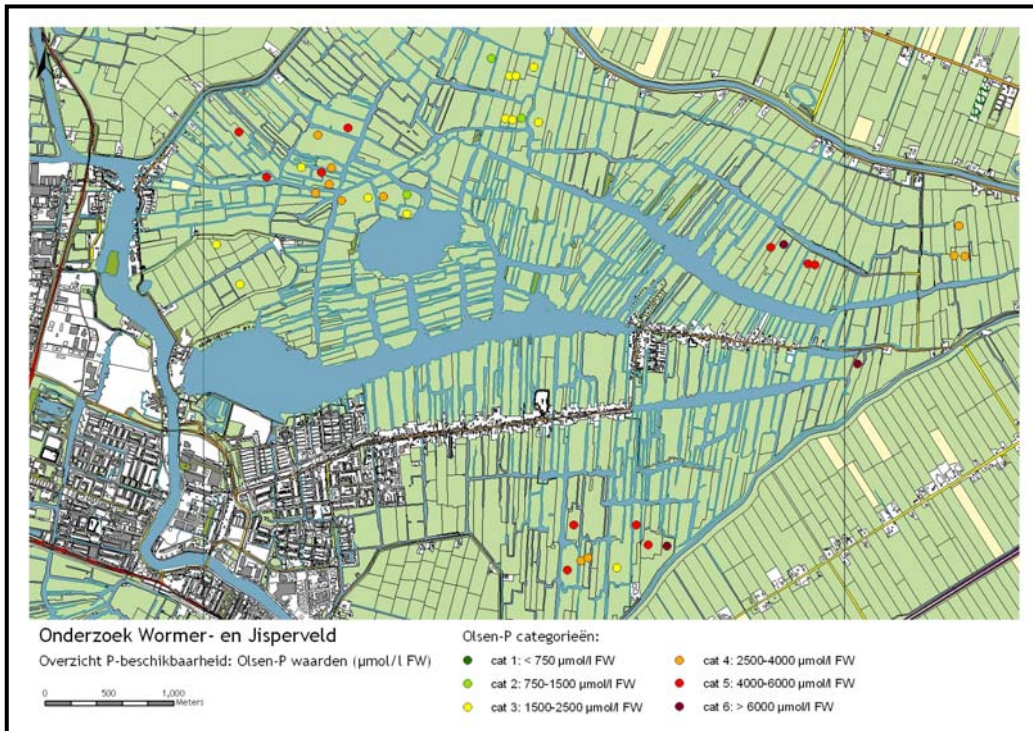 Onderzoek Wormer- en Jisperveld
Overzicht P-beschikbaarheid: Olsen-P waarden (µmol/l FW)
0 500 1,000
Meters
Olsen-P categorieën:
cat 1: < 750 µmol/l FW
cat 2: 750-1500 µmol/l FW
cat 3: 1500-2500 µmol/l FW
cat 4: 2500-4000 µmol/l FW
cat 5: 4000-6000 µmol/l FW
cat 6: > 6000 µmol/l FW